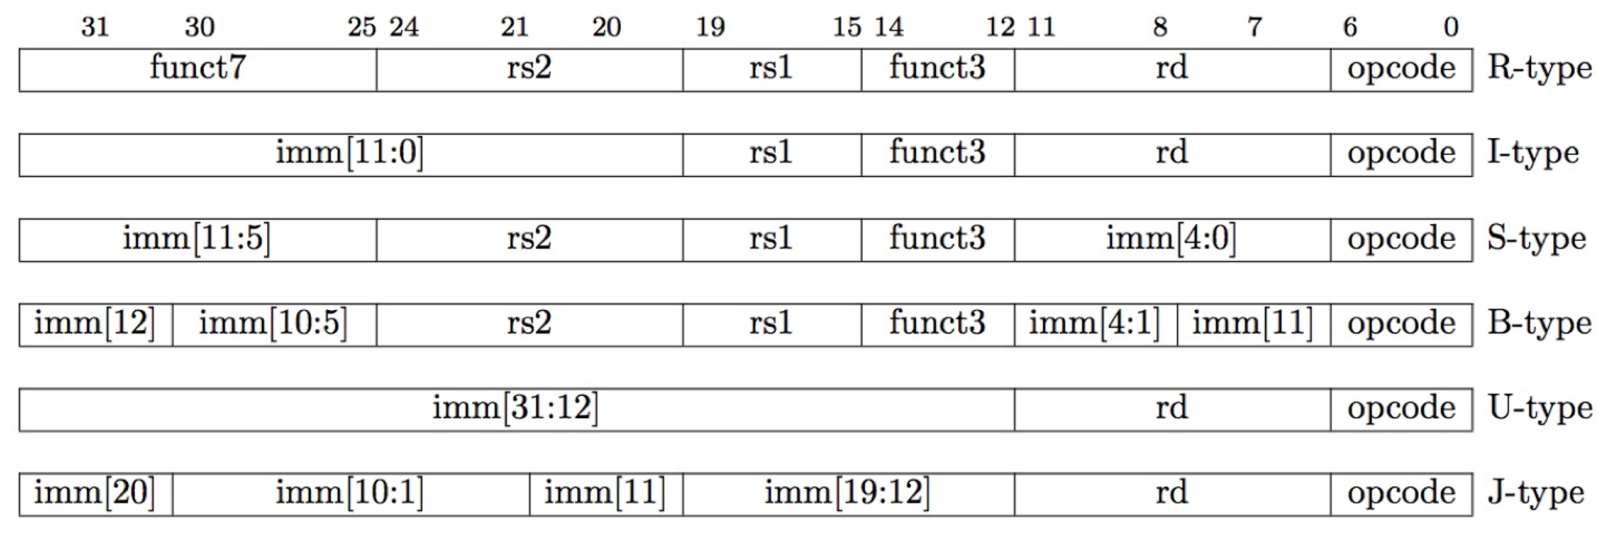 31 30 25 24 21 20 19 15 14 12 11 8 7 6 0
funct7 rs2 rs1 funct3 rd opcode R-type
imm[11:0] rs1 funct3 rd opcode I-type
imm[11:5] rs2 rs1 funct3 imm[4:0] opcode S-type
imm[12] imm[10:5] rs2 rs1 funct3 imm[4:1] imm[11] opcode B-type
imm[31:12] rd opcode U-type
imm[20] imm[10:1] imm[11] imm[19:12] rd opcode J-type